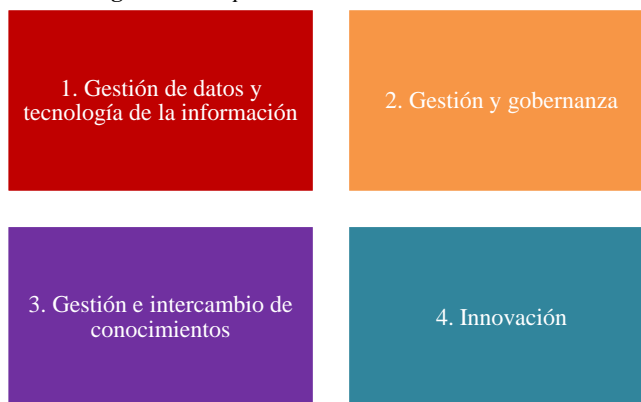 1. Gestión de datos y
tecnología de la información
2. Gestión y gobernanza
3. Gestión e intercambio de
conocimientos
4. Innovación